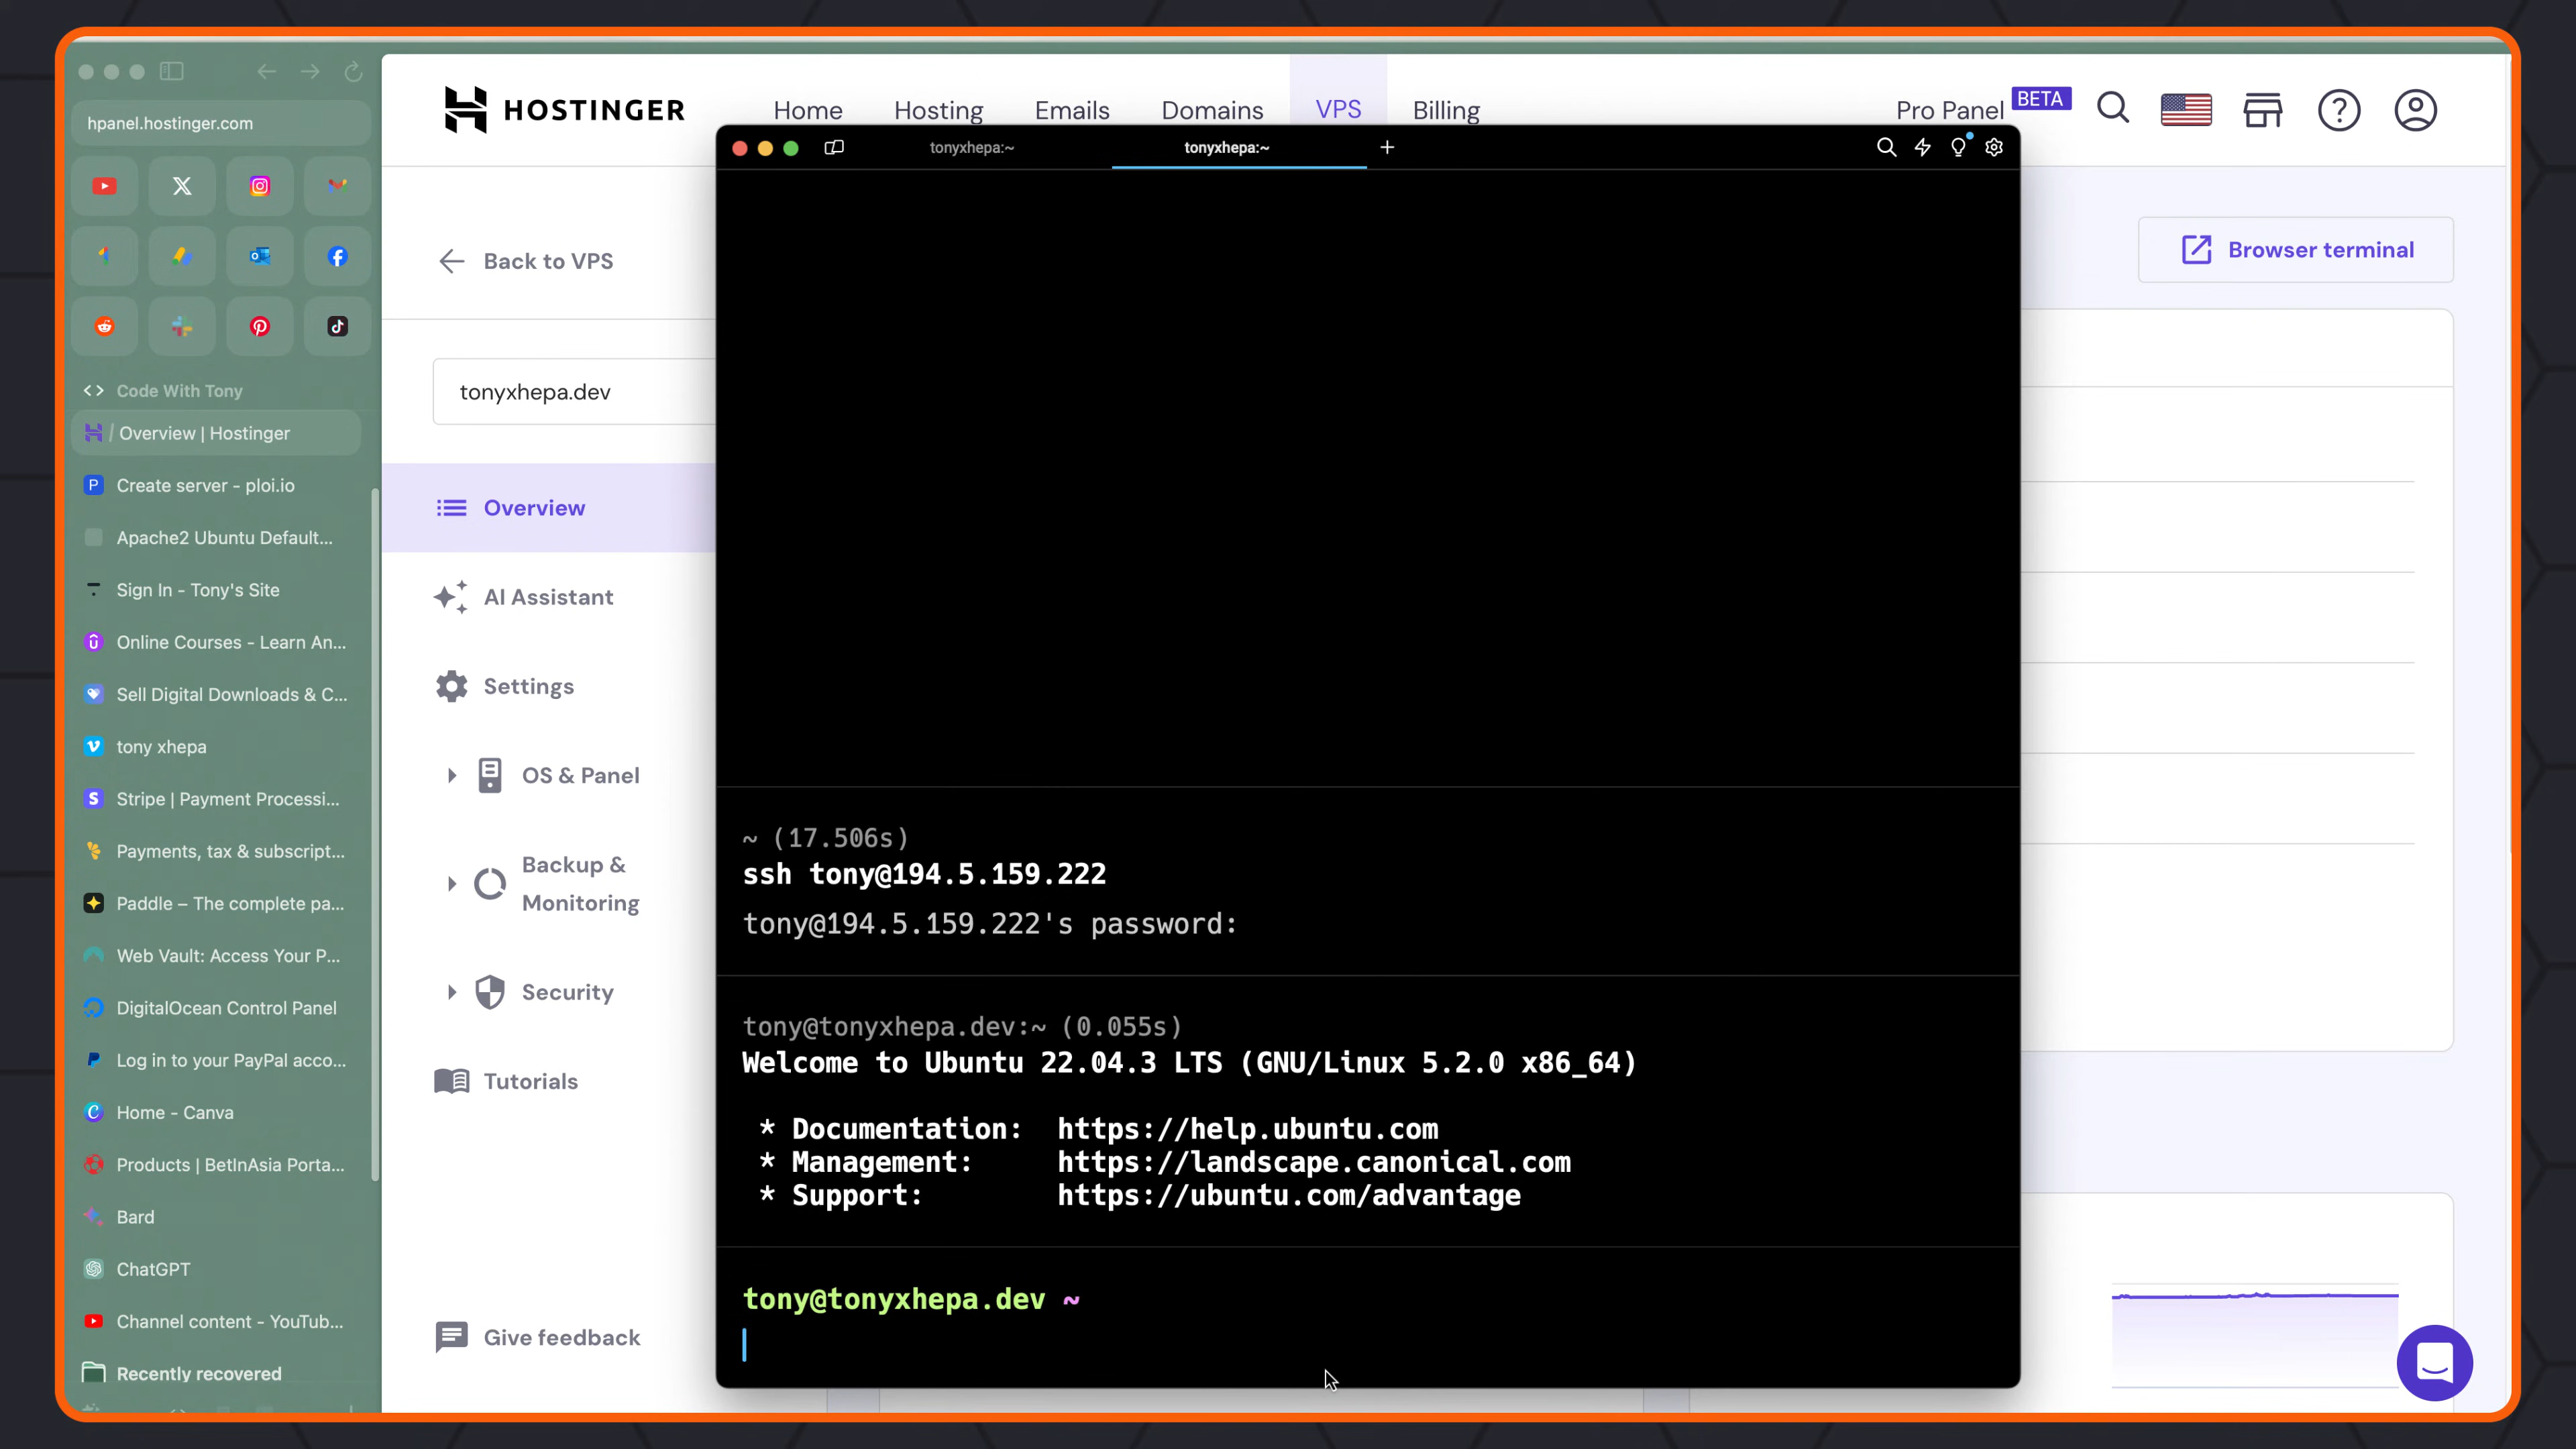 hpanel.hostinger.com
Code With Tony
/ Overview | Hostinger
Create server - ploi.io
Apache2 Ubuntu Default...
Sign In - Tony's Site
Online Courses - Learn An...
Sell Digital Downloads & C...
tony xhepa
Stripe | Payment Processi...
Payments, tax & subscript...
Paddle – The complete pa...
Web Vault: Access Your P...
DigitalOcean Control Panel
Log in to your PayPal acco...
Home - Canva
Products | BetInAsia Porta...
Bard
ChatGPT
Channel content - YouTub...
Recently recovered
HOSTINGER
Home Hosting Emails Domains VPS Billing
Pro Panel BETA
Back to VPS
tonyxhepa.dev
Overview
AI Assistant
Settings
OS & Panel
Backup &
Monitoring
Security
Tutorials
Give feedback
Browser terminal
tonyxhepa:~ tonyxhepa:~
~ (17.506s)
ssh tony@194.5.159.222
tony@194.5.159.222's password:
tony@tonyxhepa.dev:~ (0.055s)
Welcome to Ubuntu 22.04.3 LTS (GNU/Linux 5.2.0 x86_64)
* Documentation: https://help.ubuntu.com
* Management: https://landscape.canonical.com
* Support: https://ubuntu.com/advantage
tony@tonyxhepa.dev ~